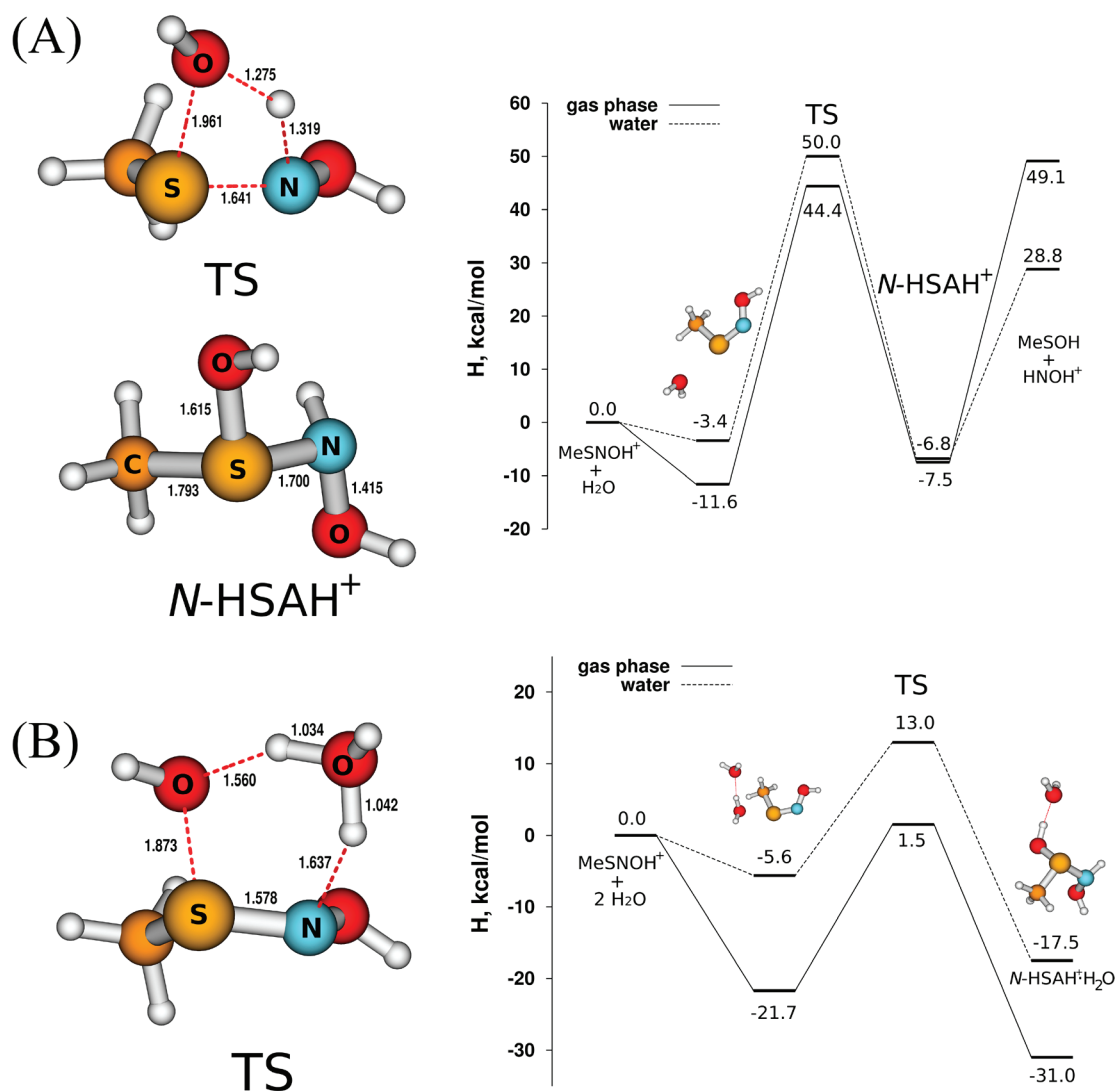 (A)
O
1.275
1.961
1.319
S
N
1.641
TS
O
1.615
N
C
S
1.793
1.700
1.415
O
N-HSAH⁺
gas phase
water
TS
60
50
40
30
20
10
0
-10
-20
H, kcal/mol
50.0
44.4
49.1
28.8
N-HSAH⁺
MeSOH
+
HNOH⁺
0.0
-3.4
MeSNOH⁺
+
H₂O
-11.6
-6.8
-7.5
(B)
1.034
O
O
1.560
1.042
1.873
1.637
S
1.578
N
TS
gas phase
water
TS
20
10
0
-10
-20
-30
H, kcal/mol
13.0
0.0
1.5
MeSNOH⁺
+
2 H₂O
-5.6
-21.7
-17.5
N-HSAH⁺·H₂O
-31.0